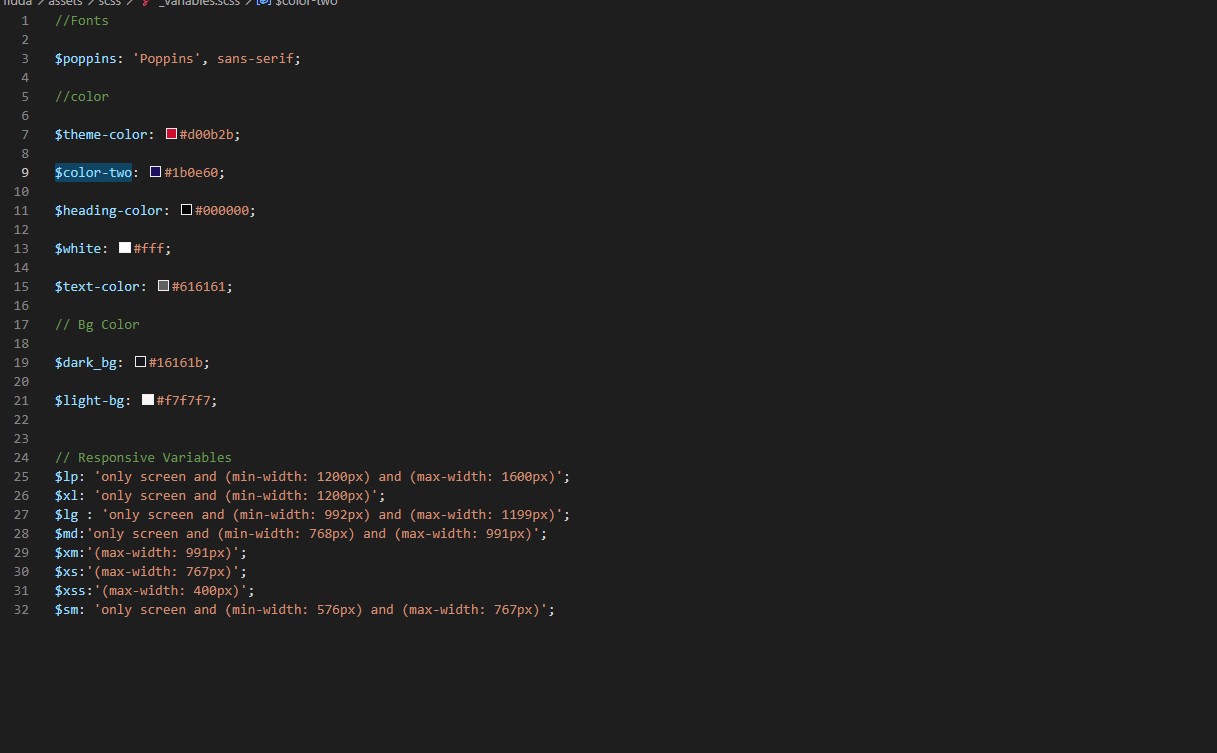 assets > scss > _variables.scss > $color-two
1 //Fonts
2
3 $poppins: 'Poppins', sans-serif;
4
5 //color
6
7 $theme-color: #d00b2b;
8
9 $color-two: #1b0e60;
10
11 $heading-color: #000000;
12
13 $white: #fff;
14
15 $text-color: #616161;
16
17 // Bg Color
18
19 $dark_bg: #16161b;
20
21 $light-bg: #f7f7f7;
22
23
24 // Responsive Variables
25 $lp: 'only screen and (min-width: 1200px) and (max-width: 1600px)';
26 $xl: 'only screen and (min-width: 1200px)';
27 $lg : 'only screen and (min-width: 992px) and (max-width: 1199px)';
28 $md:'only screen and (min-width: 768px) and (max-width: 991px)';
29 $xm:'(max-width: 991px)';
30 $xs:'(max-width: 767px)';
31 $xss:'(max-width: 400px)';
32 $sm: 'only screen and (min-width: 576px) and (max-width: 767px)';